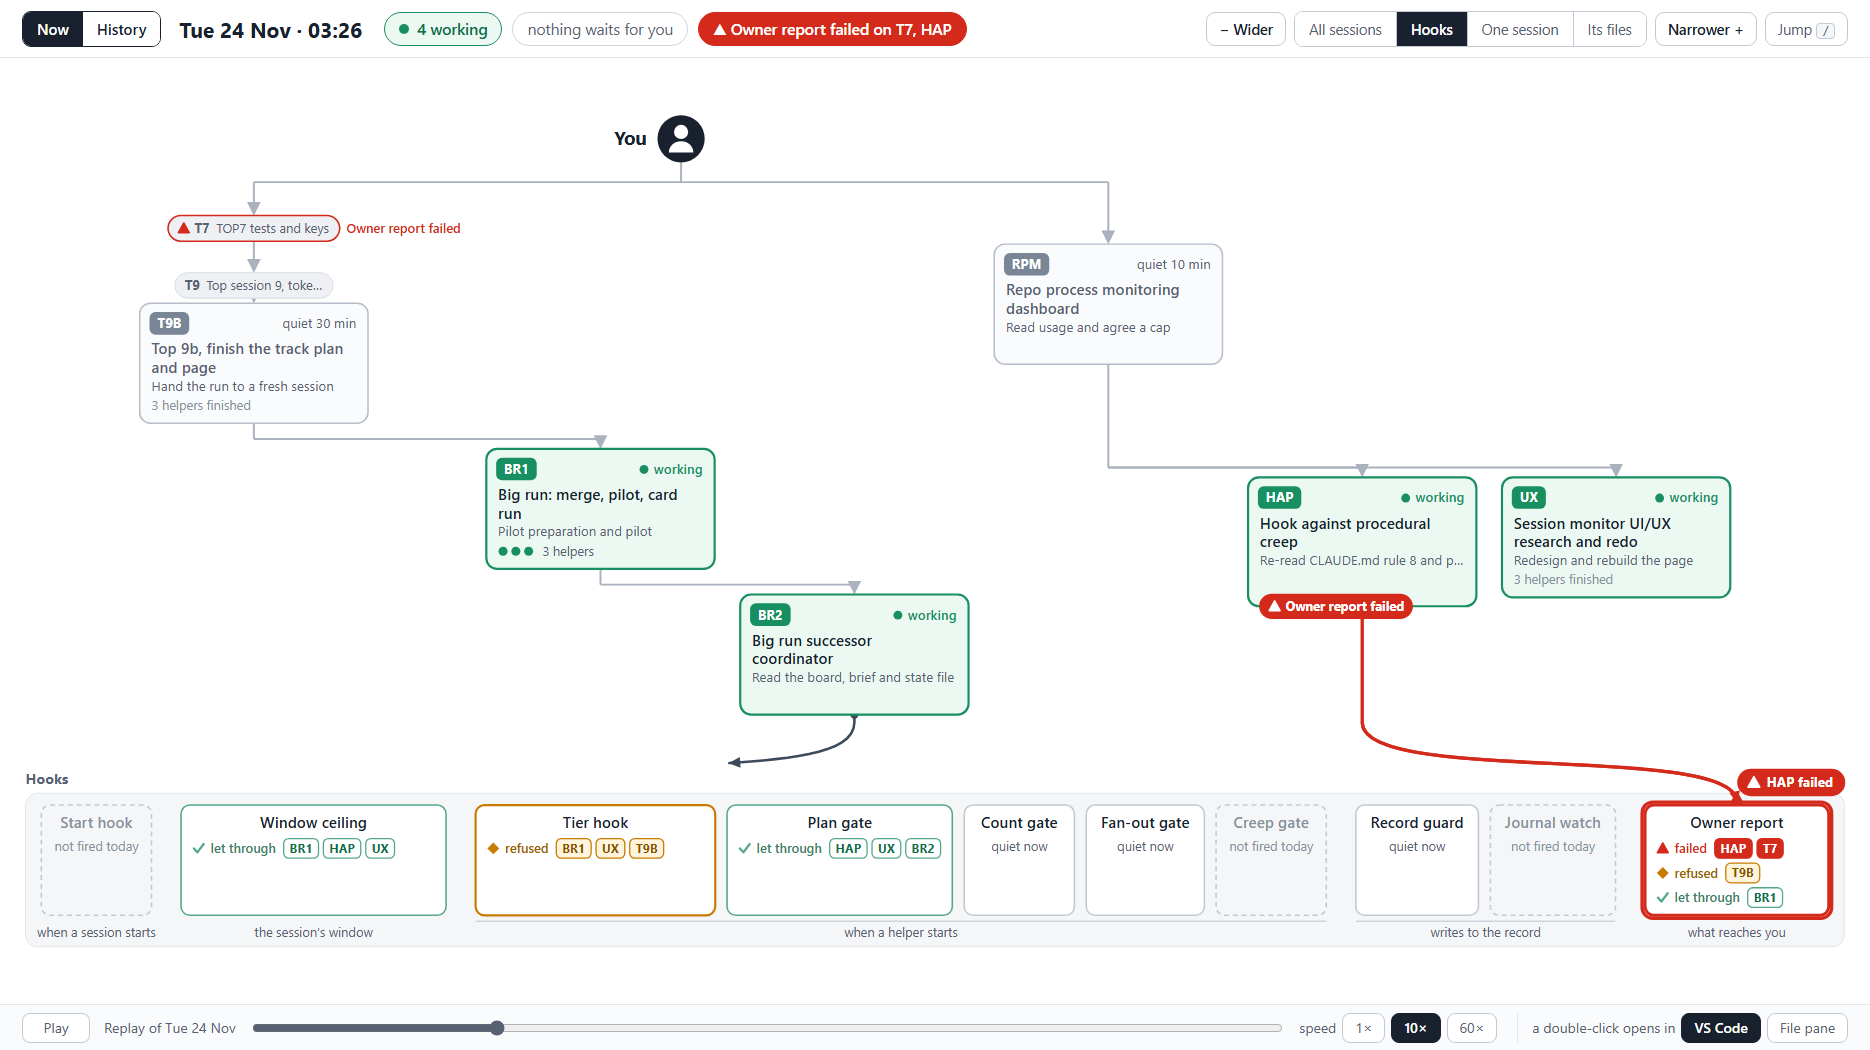 Now History Tue 24 Nov · 03:26 4 working nothing waits for you Owner report failed on T7, HAP − Wider All sessions Hooks One session Its files Narrower + Jump /
You
T7 TOP7 tests and keys Owner report failed
T9 Top session 9, toke...
T9B quiet 30 min
Top 9b, finish the track plan
and page
Hand the run to a fresh session
3 helpers finished
RPM quiet 10 min
Repo process monitoring
dashboard
Read usage and agree a cap
BR1 working
Big run: merge, pilot, card
run
Pilot preparation and pilot
3 helpers
HAP working
Hook against procedural
creep
Re-read CLAUDE.md rule 8 and p...
Owner report failed
UX working
Session monitor UI/UX
research and redo
Redesign and rebuild the page
3 helpers finished
BR2 working
Big run successor
coordinator
Read the board, brief and state file
Hooks
HAP failed
Start hook
not fired today
when a session starts
Window ceiling
let through BR1 HAP UX
the session's window
Tier hook
refused BR1 UX T9B
Plan gate
let through HAP UX BR2
Count gate
quiet now
Fan-out gate
quiet now
Creep gate
not fired today
when a helper starts
Record guard
quiet now
Journal watch
not fired today
writes to the record
Owner report
failed HAP T7
refused T9B
let through BR1
what reaches you
Play Replay of Tue 24 Nov speed 1× 10× 60× a double-click opens in VS Code File pane